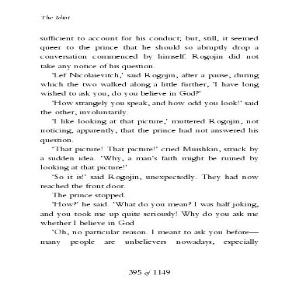 The Idiot
sufficient to account for his conduct; but, still, it seemed
queer to the prince that he should so abruptly drop a
conversation commenced by himself. Rogojin did not
take any notice of his question.
'Lef Nicolaievitch,' said Rogojin, after a pause, during
which the two walked along a little further, 'I have long
wished to ask you, do you believe in God?'
'How strangely you speak, and how odd you look!' said
the other, involuntarily.
'I like looking at that picture,' muttered Rogojin, not
noticing, apparently, that the prince had not answered his
question.
'That picture! That picture!' cried Muishkin, struck by
a sudden idea. 'Why, a man's faith might be ruined by
looking at that picture!'
'So it is!' said Rogojin, unexpectedly. They had now
reached the front door.
The prince stopped.
'How?' he said. 'What do you mean? I was half joking,
and you took me up quite seriously! Why do you ask me
whether I believe in God
'Oh, no particular reason. I meant to ask you before—
many people are unbelievers nowadays, especially
395 of 1149